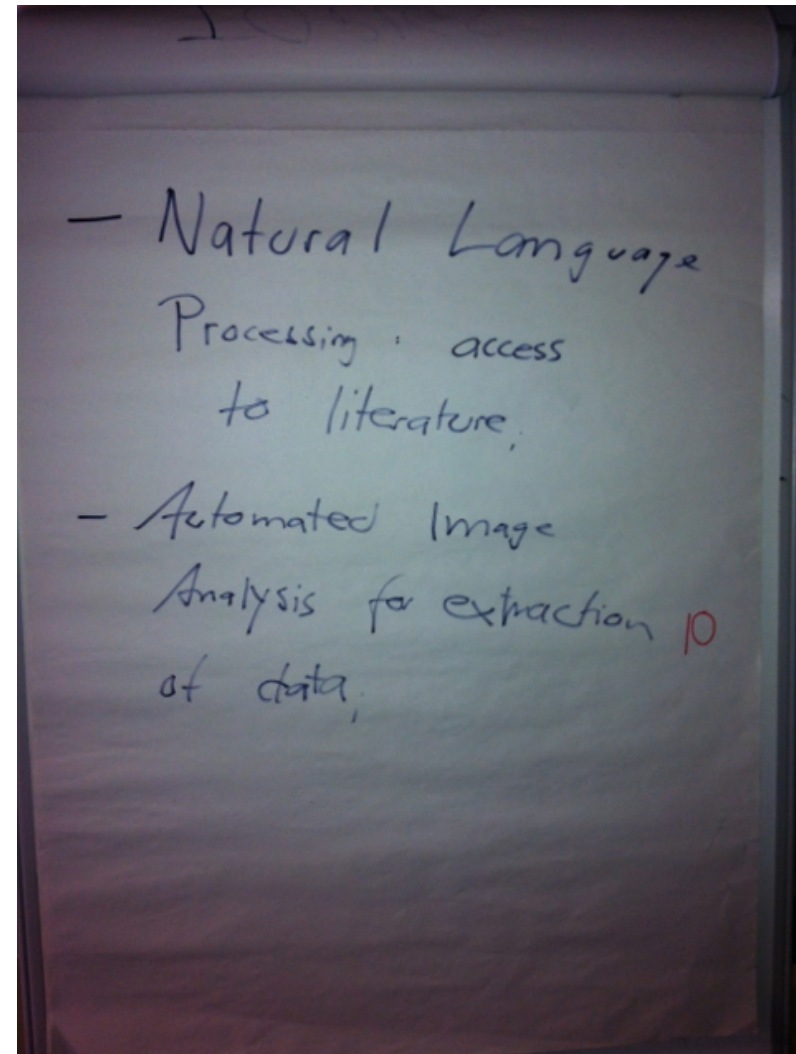 - Natural Language
Processing : access
to literature;
- Automated Image
Analysis for extraction 10
of data;